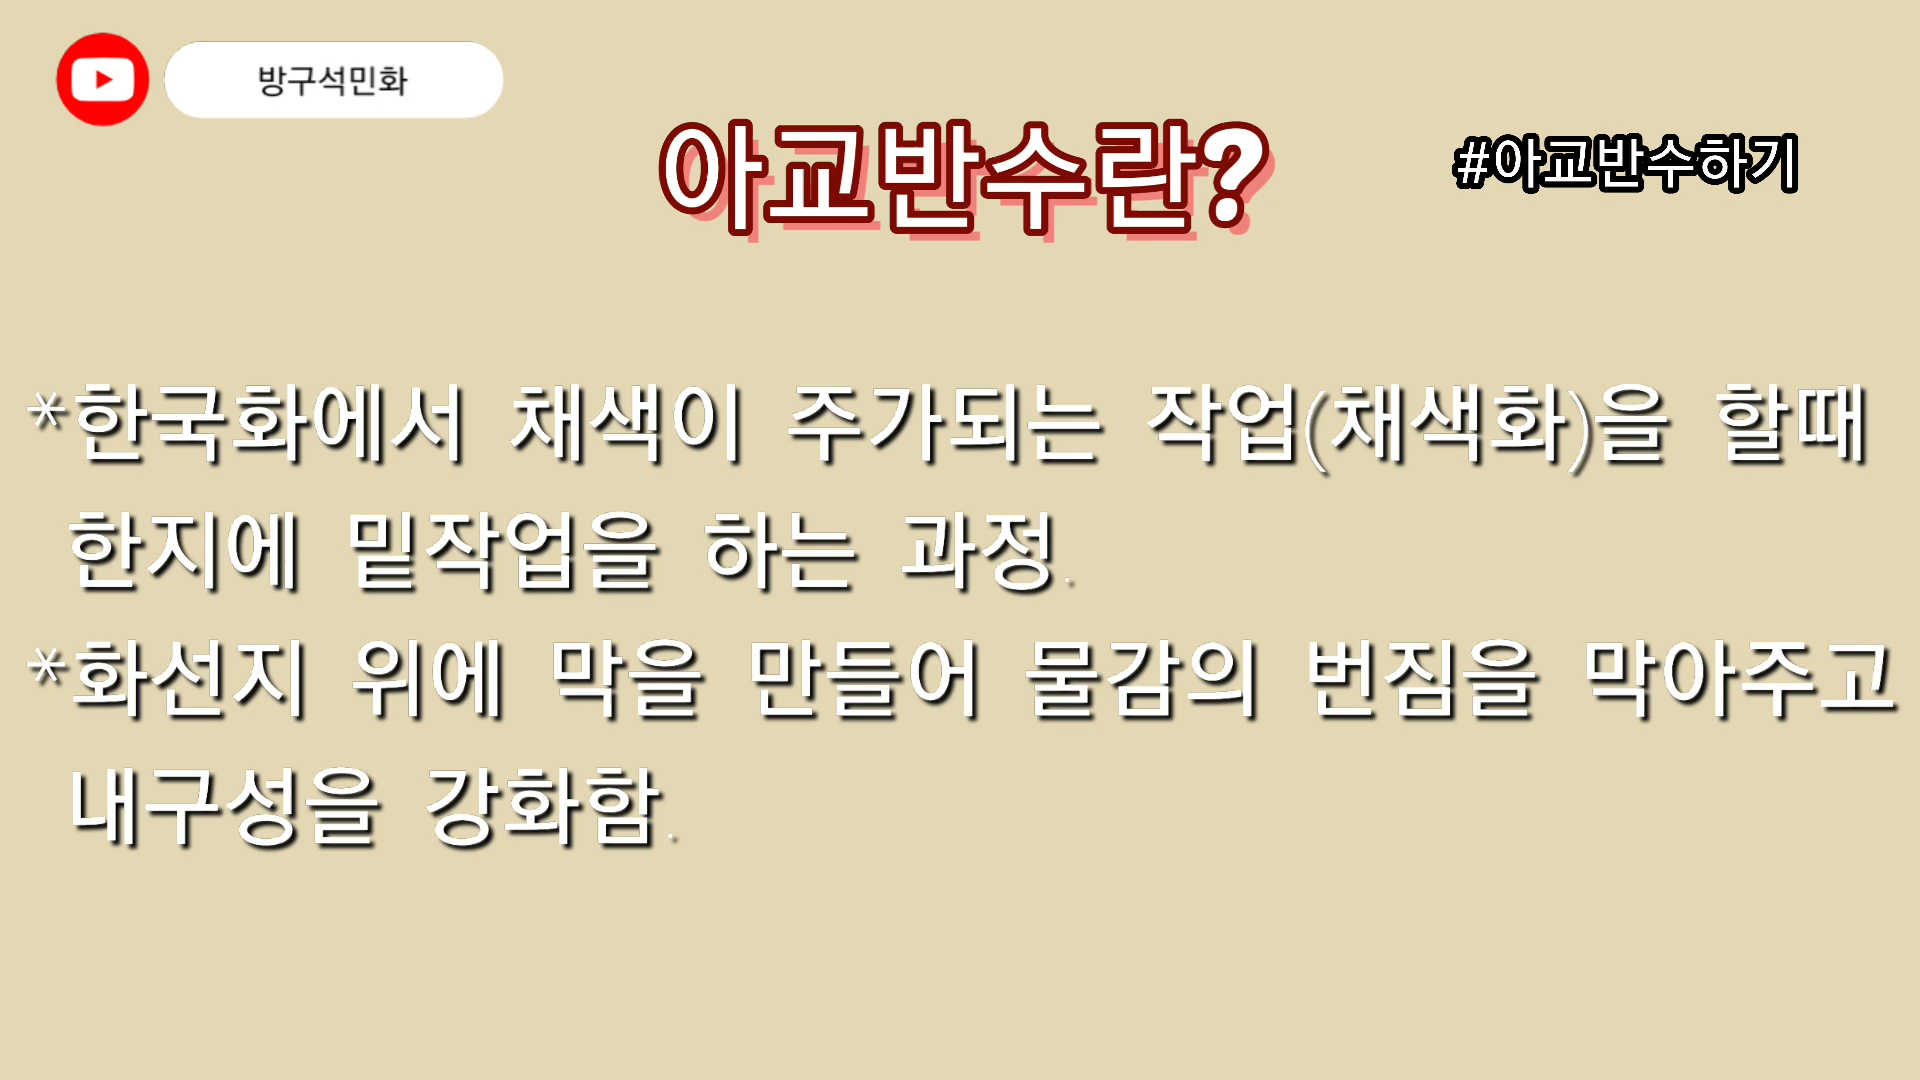 방구석민화
아교반수란?
#아교반수하기
*한국화에서 채색이 주가되는 작업(채색화)을 할때
한지에 밑작업을 하는 과정.
*화선지 위에 막을 만들어 물감의 번짐을 막아주고
내구성을 강화함.